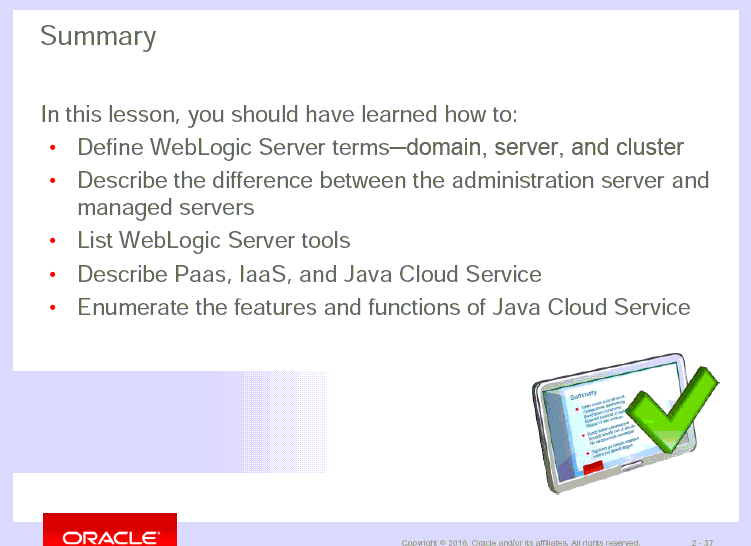 Summary
In this lesson, you should have learned how to:
• Define WebLogic Server terms—domain, server, and cluster
• Describe the difference between the administration server and
managed servers
• List WebLogic Server tools
• Describe Paas, IaaS, and Java Cloud Service
• Enumerate the features and functions of Java Cloud Service
Summary
ORACLE
Copyright © 2016, Oracle and/or its affiliates. All rights reserved.
2 - 37